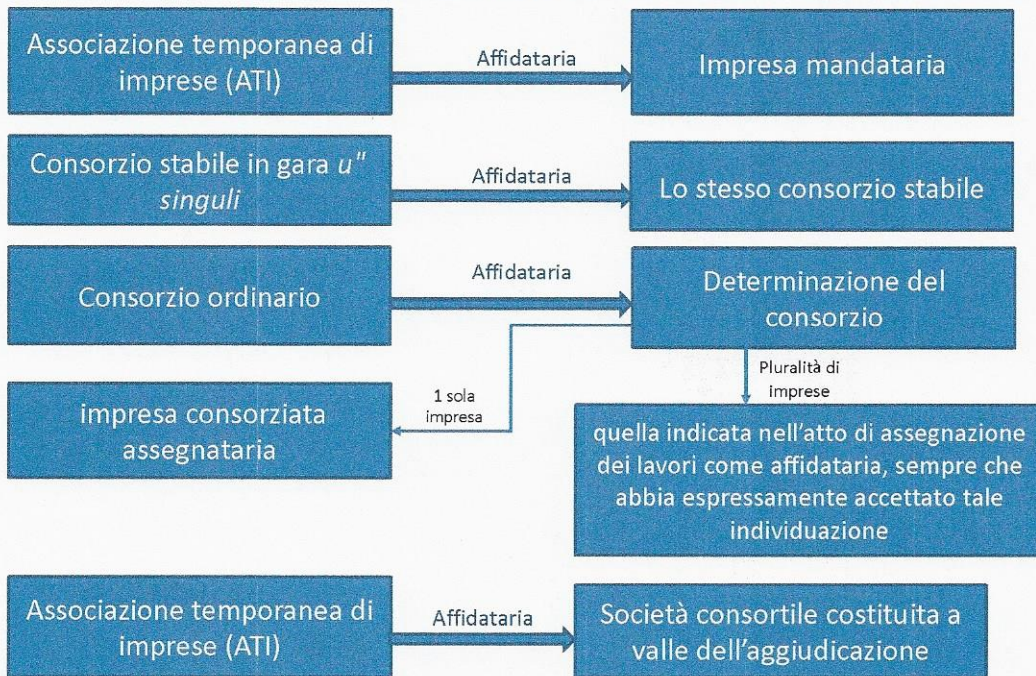 Associazione temporanea di
imprese (ATI)
Affidataria
Impresa mandataria
Consorzio stabile in gara u"
singuli
Affidataria
Lo stesso consorzio stabile
Consorzio ordinario
Affidataria
Determinazione del
consorzio
1 sola
impresa
Pluralità di
imprese
impresa consorziata
assegnataria
quella indicata nell'atto di assegnazione
dei lavori come affidataria, sempre che
abbia espressamente accettato tale
individuazione
Associazione temporanea di
imprese (ATI)
Affidataria
Società consortile costituita a
valle dell'aggiudicazione